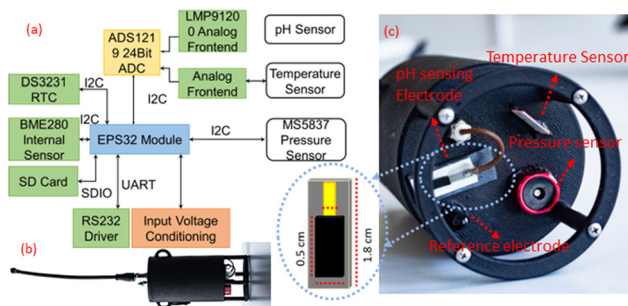 (a)
LMP9120
0 Analog
Frontend
pH Sensor
ADS121
9 24Bit
ADC
Analog
Frontend
Temperature
Sensor
DS3231
RTC
I2C
I2C
BME280
Internal
Sensor
I2C
EPS32 Module
I2C
MS5837
Pressure
Sensor
SD Card
SDIO
UART
RS232
Driver
Input Voltage
Conditioning
(b)
0.5 cm
1.8 cm
(c)
Temperature Sensor
pH sensing
Electrode
Pressure sensor
Reference electrode